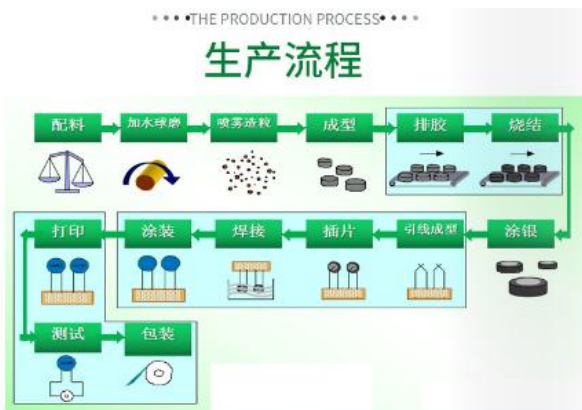 THE PRODUCTION PROCESS
生产流程
配料 加水球磨 喷雾造粒 成型 排胶 烧结
打印 涂装 焊接 插片 引线成型 涂银
测试 包装